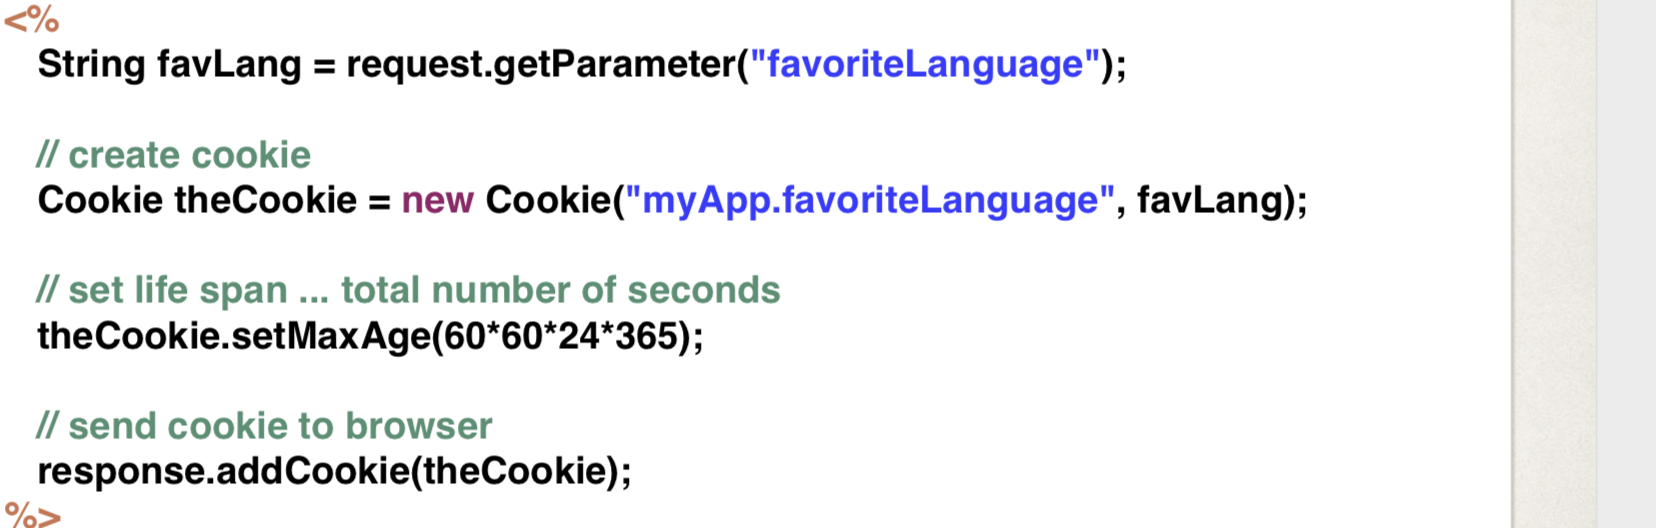 <%
String favLang = request.getParameter("favoriteLanguage");
// create cookie
Cookie theCookie = new Cookie("myApp.favoriteLanguage", favLang);
// set life span ... total number of seconds
theCookie.setMaxAge(60*60*24*365);
// send cookie to browser
response.addCookie(theCookie);
%>